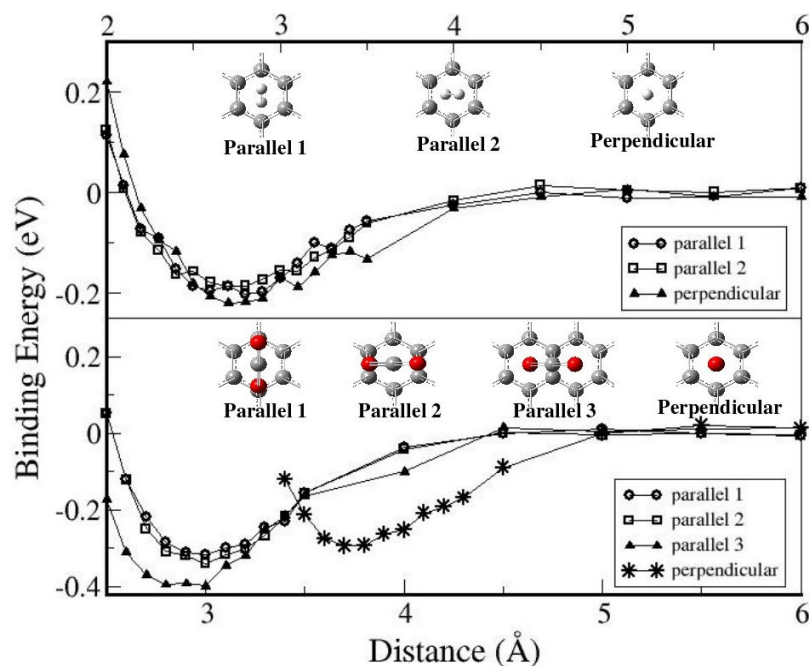 2 3 4 5 6
0.2
0
-0.2
Parallel 1 Parallel 2 Perpendicular
parallel 1
parallel 2
perpendicular
Binding Energy (eV)
0.2
0
-0.2
-0.4
Parallel 1 Parallel 2 Parallel 3 Perpendicular
parallel 1
parallel 2
parallel 3
perpendicular
3 4 5 6
Distance (Å)